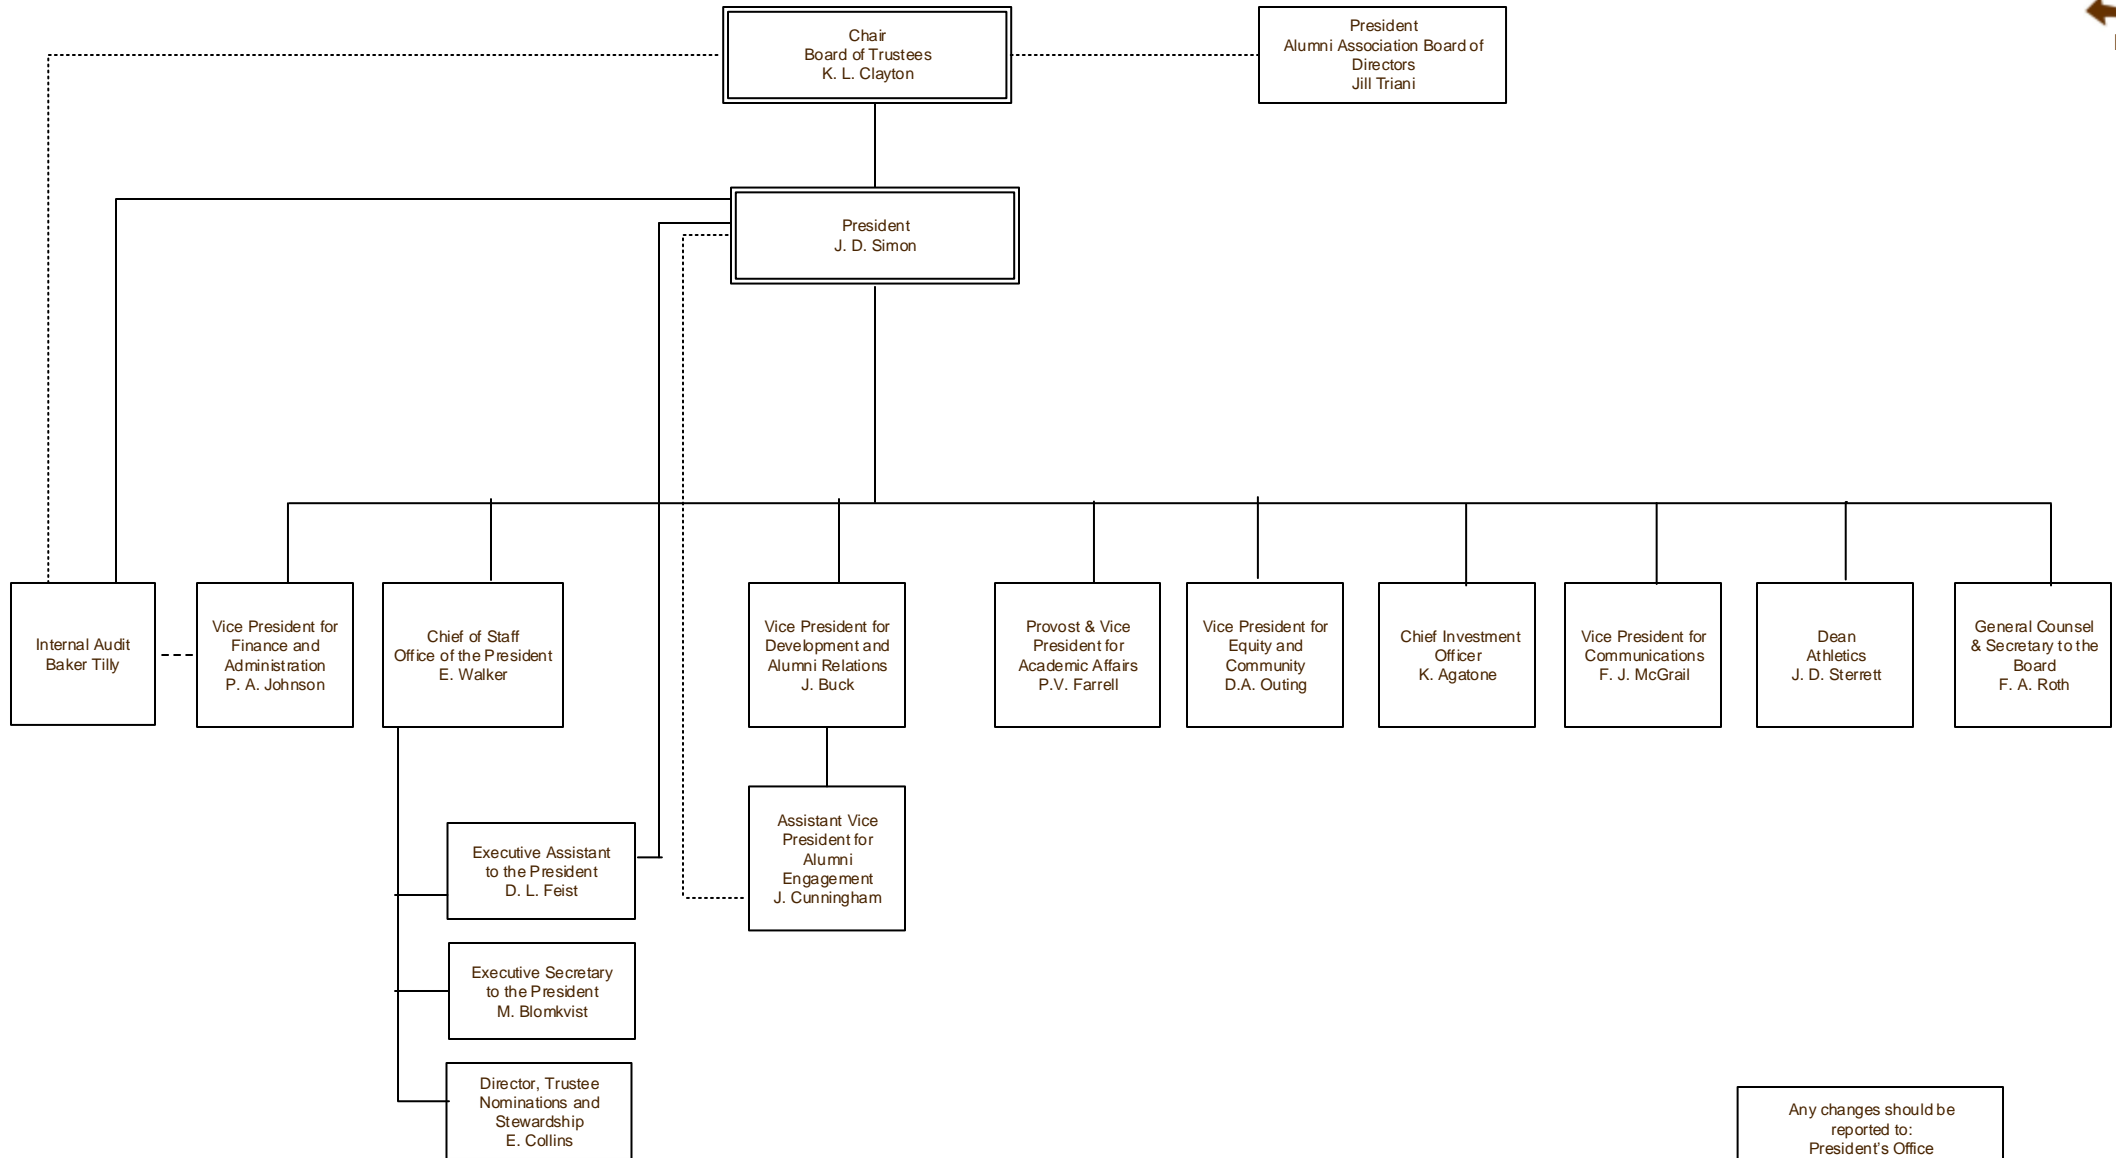 Chair
Board of Trustees
K. L. Clayton
President
Alumni Association Board of
Directors
Jill Triani
President
J. D. Simon
Internal Audit
Baker Tilly
Vice President for
Finance and
Administration
P. A. Johnson
Chief of Staff
Office of the President
E. Walker
Vice President for
Development and
Alumni Relations
J. Buck
Provost & Vice
President for
Academic Affairs
P.V. Farrell
Vice President for
Equity and
Community
D.A. Outing
Chief Investment
Officer
K. Agatone
Vice President for
Communications
F. J. McGrail
Dean
Athletics
J. D. Sterrett
General Counsel
& Secretary to the
Board
F. A. Roth
Executive Assistant
to the President
D. L. Feist
Assistant Vice
President for
Alumni
Engagement
J. Cunningham
Executive Secretary
to the President
M. Blomkvist
Director, Trustee
Nominations and
Stewardship
E. Collins
Any changes should be
reported to:
President's Office